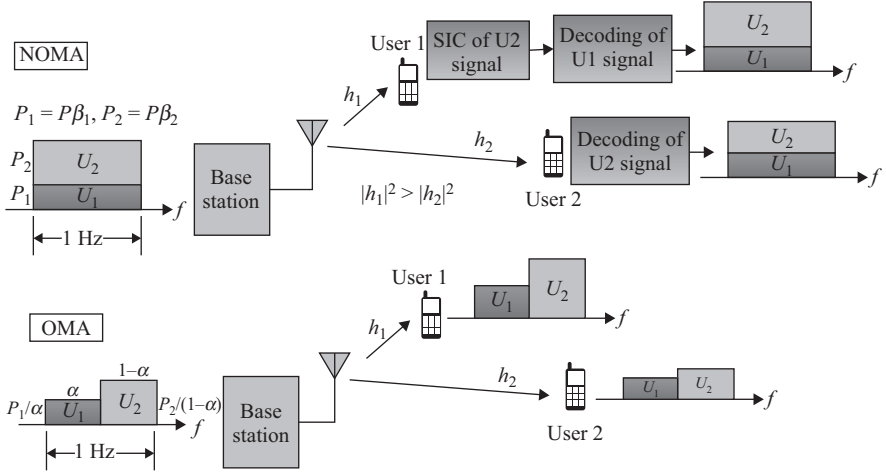 NOMA
P₁ = Pβ₁, P₂ = Pβ₂
P₂
U₂
P₁
U₁
f
1 Hz
Base
station
h₁
User 1
SIC of U2
signal
Decoding of
U1 signal
U₂
U₁
f
h₂
|h₁|² > |h₂|²
User 2
Decoding of
U2 signal
U₂
U₁
f
OMA
P₁/α
α
U₁
1–α
U₂
P₂/(1–α)
f
1 Hz
Base
station
h₁
User 1
U₁
U₂
f
h₂
User 2
U₁
U₂
f